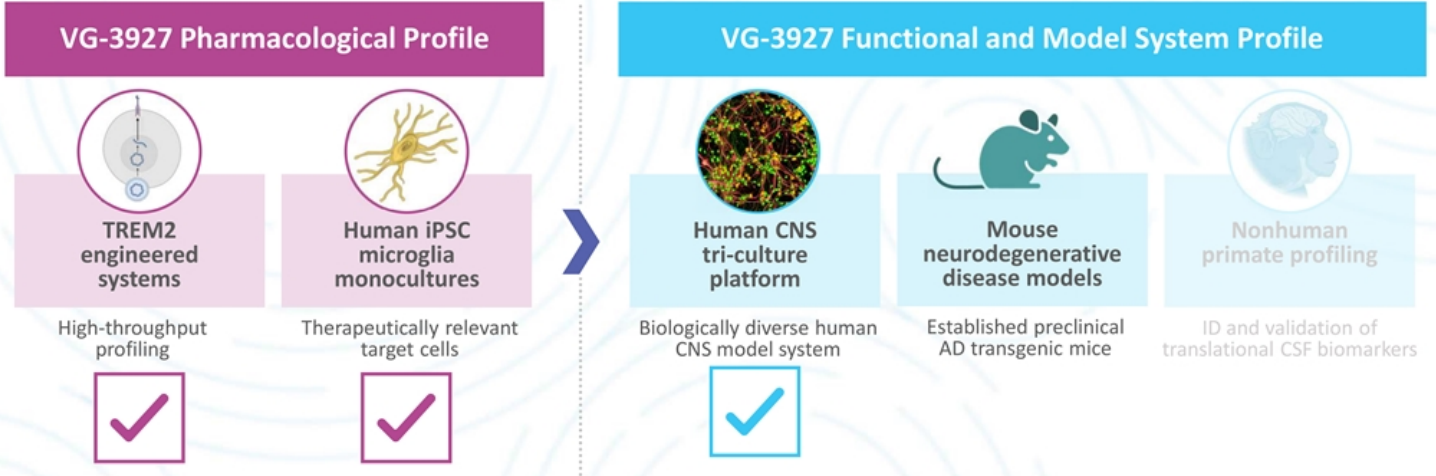 VG-3927 Pharmacological Profile
VG-3927 Functional and Model System Profile
TREM2
engineered
systems
High-throughput
profiling
Human iPSC
microglia
monocultures
Therapeutically relevant
target cells
Human CNS
tri-culture
platform
Biologically diverse human
CNS model system
Mouse
neurodegenerative
disease models
Established preclinical
AD transgenic mice
Nonhuman
primate profiling
ID and validation of
translational CSF biomarkers